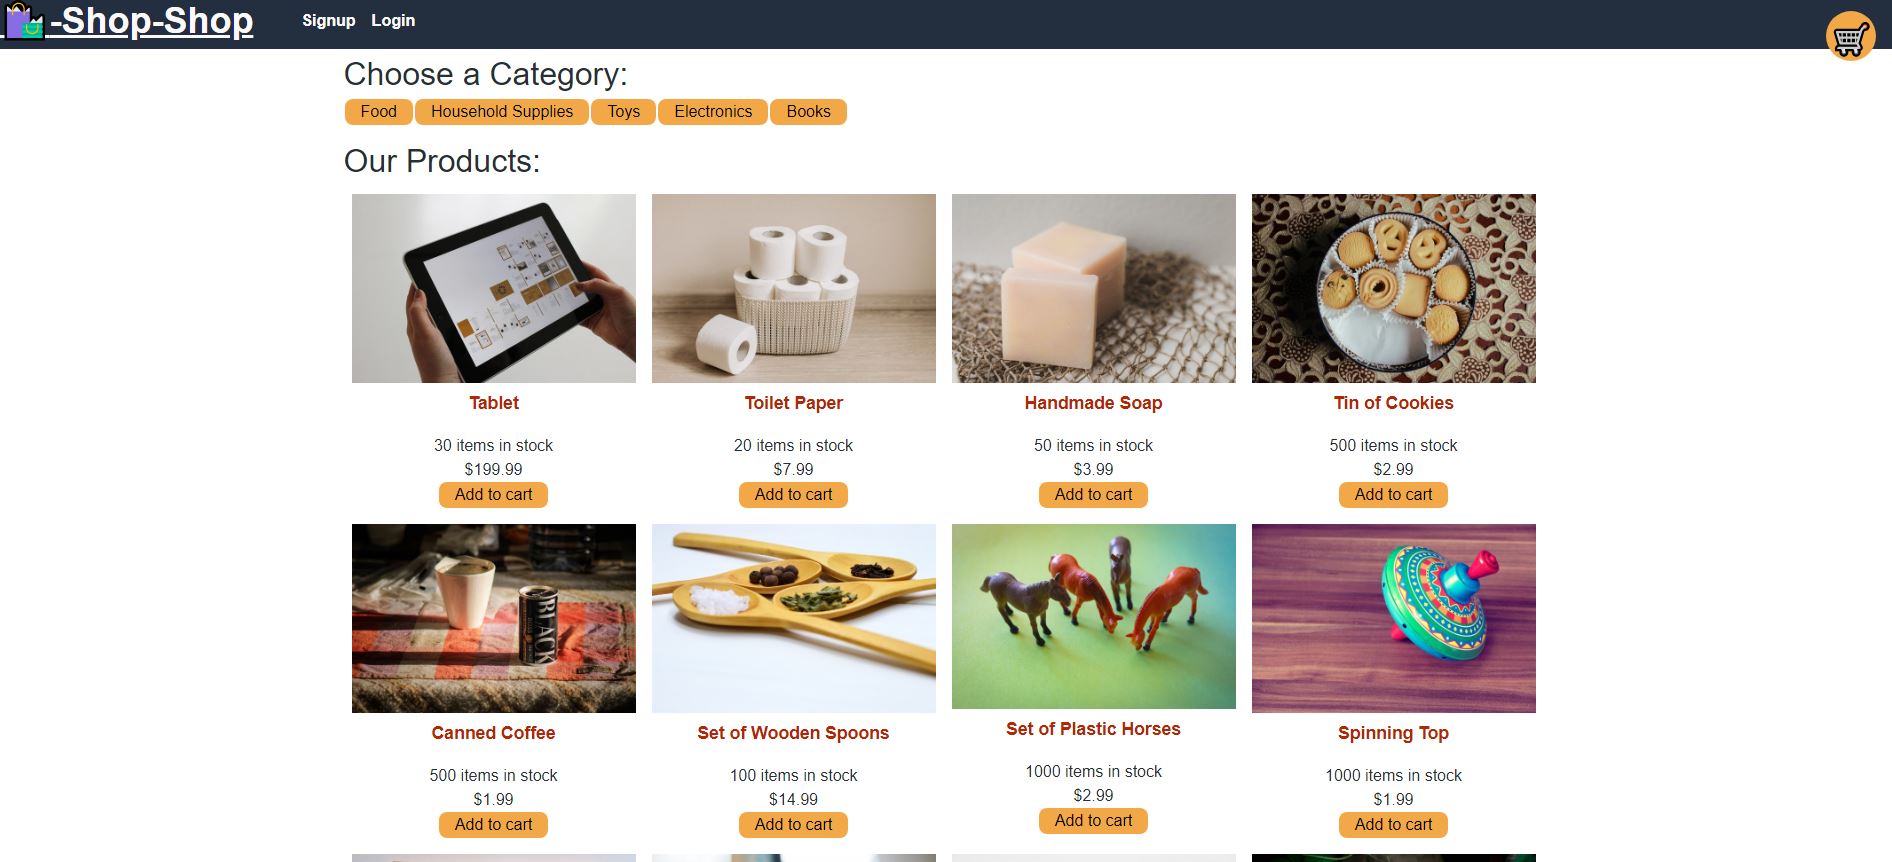 -Shop-Shop
Signup Login
Choose a Category:
Food Household Supplies Toys Electronics Books
Our Products:
Tablet
30 items in stock
$199.99
Add to cart
Toilet Paper
20 items in stock
$7.99
Add to cart
Handmade Soap
50 items in stock
$3.99
Add to cart
Tin of Cookies
500 items in stock
$2.99
Add to cart
BLACK
Canned Coffee
500 items in stock
$1.99
Add to cart
Set of Wooden Spoons
100 items in stock
$14.99
Add to cart
Set of Plastic Horses
1000 items in stock
$2.99
Add to cart
Spinning Top
1000 items in stock
$1.99
Add to cart